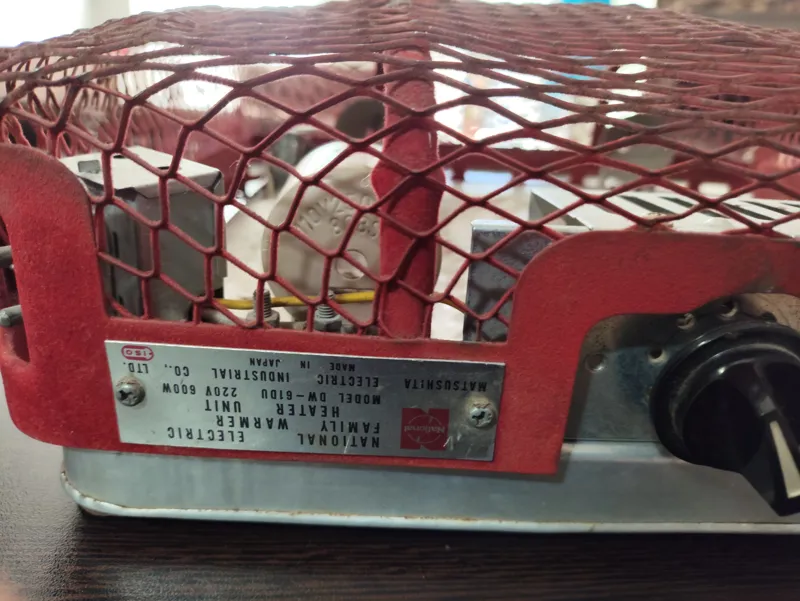 National
NATIONAL ELECTRIC
FAMILY WARMER
HEATER UNIT
MODEL DW-61DU 220V 600W
MATSUSHITA ELECTRIC INDUSTRIAL CO., LTD.
MADE IN JAPAN